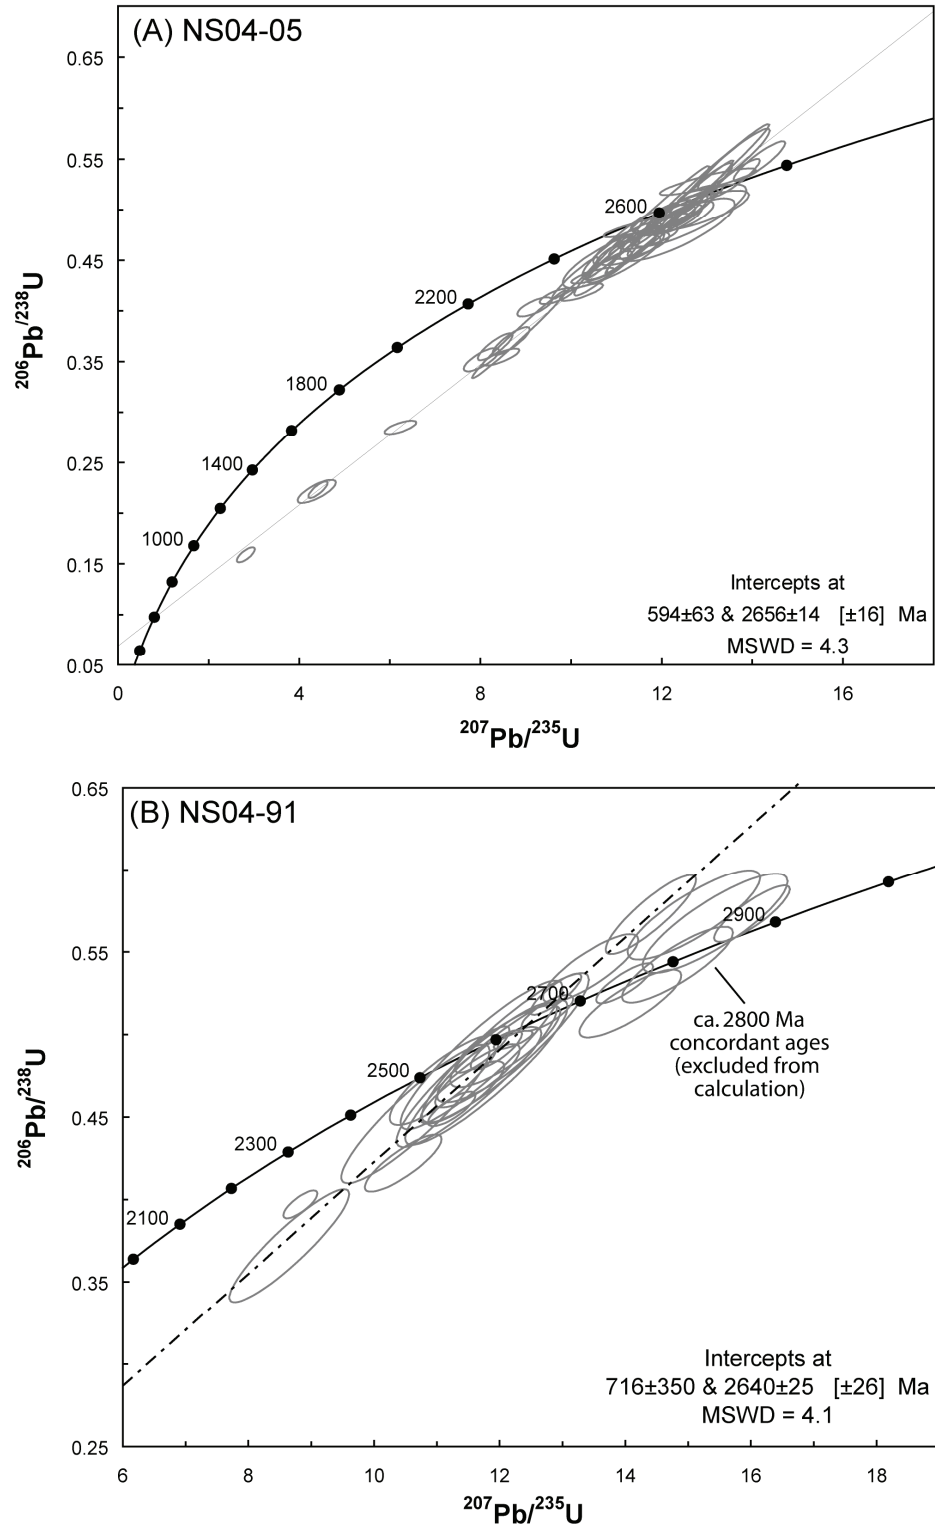 (A) NS04-05
0.65
0.55
2600
0.45
2200
0.35
1800
0.25
1400
1000
0.15
Intercepts at
594±63 & 2656±14 [±16] Ma
MSWD = 4.3
0.05
0 4 8 12 16
206Pb/238U
207Pb/235U
0.65
(B) NS04-91
2900
0.55
2700
ca. 2800 Ma
concordant ages
(excluded from
calculation)
2500
0.45
2300
2100
0.35
Intercepts at
716±350 & 2640±25 [±26] Ma
MSWD = 4.1
0.25
6 8 10 12 14 16 18
206Pb/238U
207Pb/235U